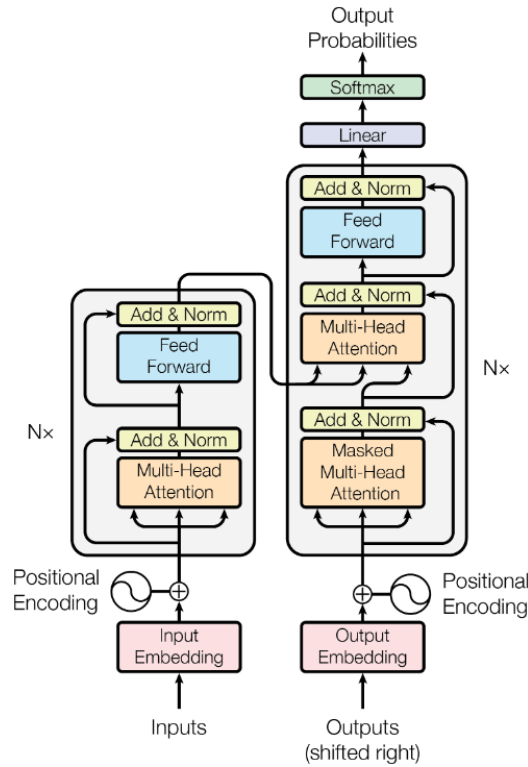 Output
Probabilities
Softmax
Linear
Add & Norm
Feed
Forward
Add & Norm
Multi-Head
Attention
Add & Norm
Masked
Multi-Head
Attention
N×
Add & Norm
Feed
Forward
Add & Norm
Multi-Head
Attention
N×
Positional
Encoding
Positional
Encoding
Input
Embedding
Output
Embedding
Inputs
Outputs
(shifted right)